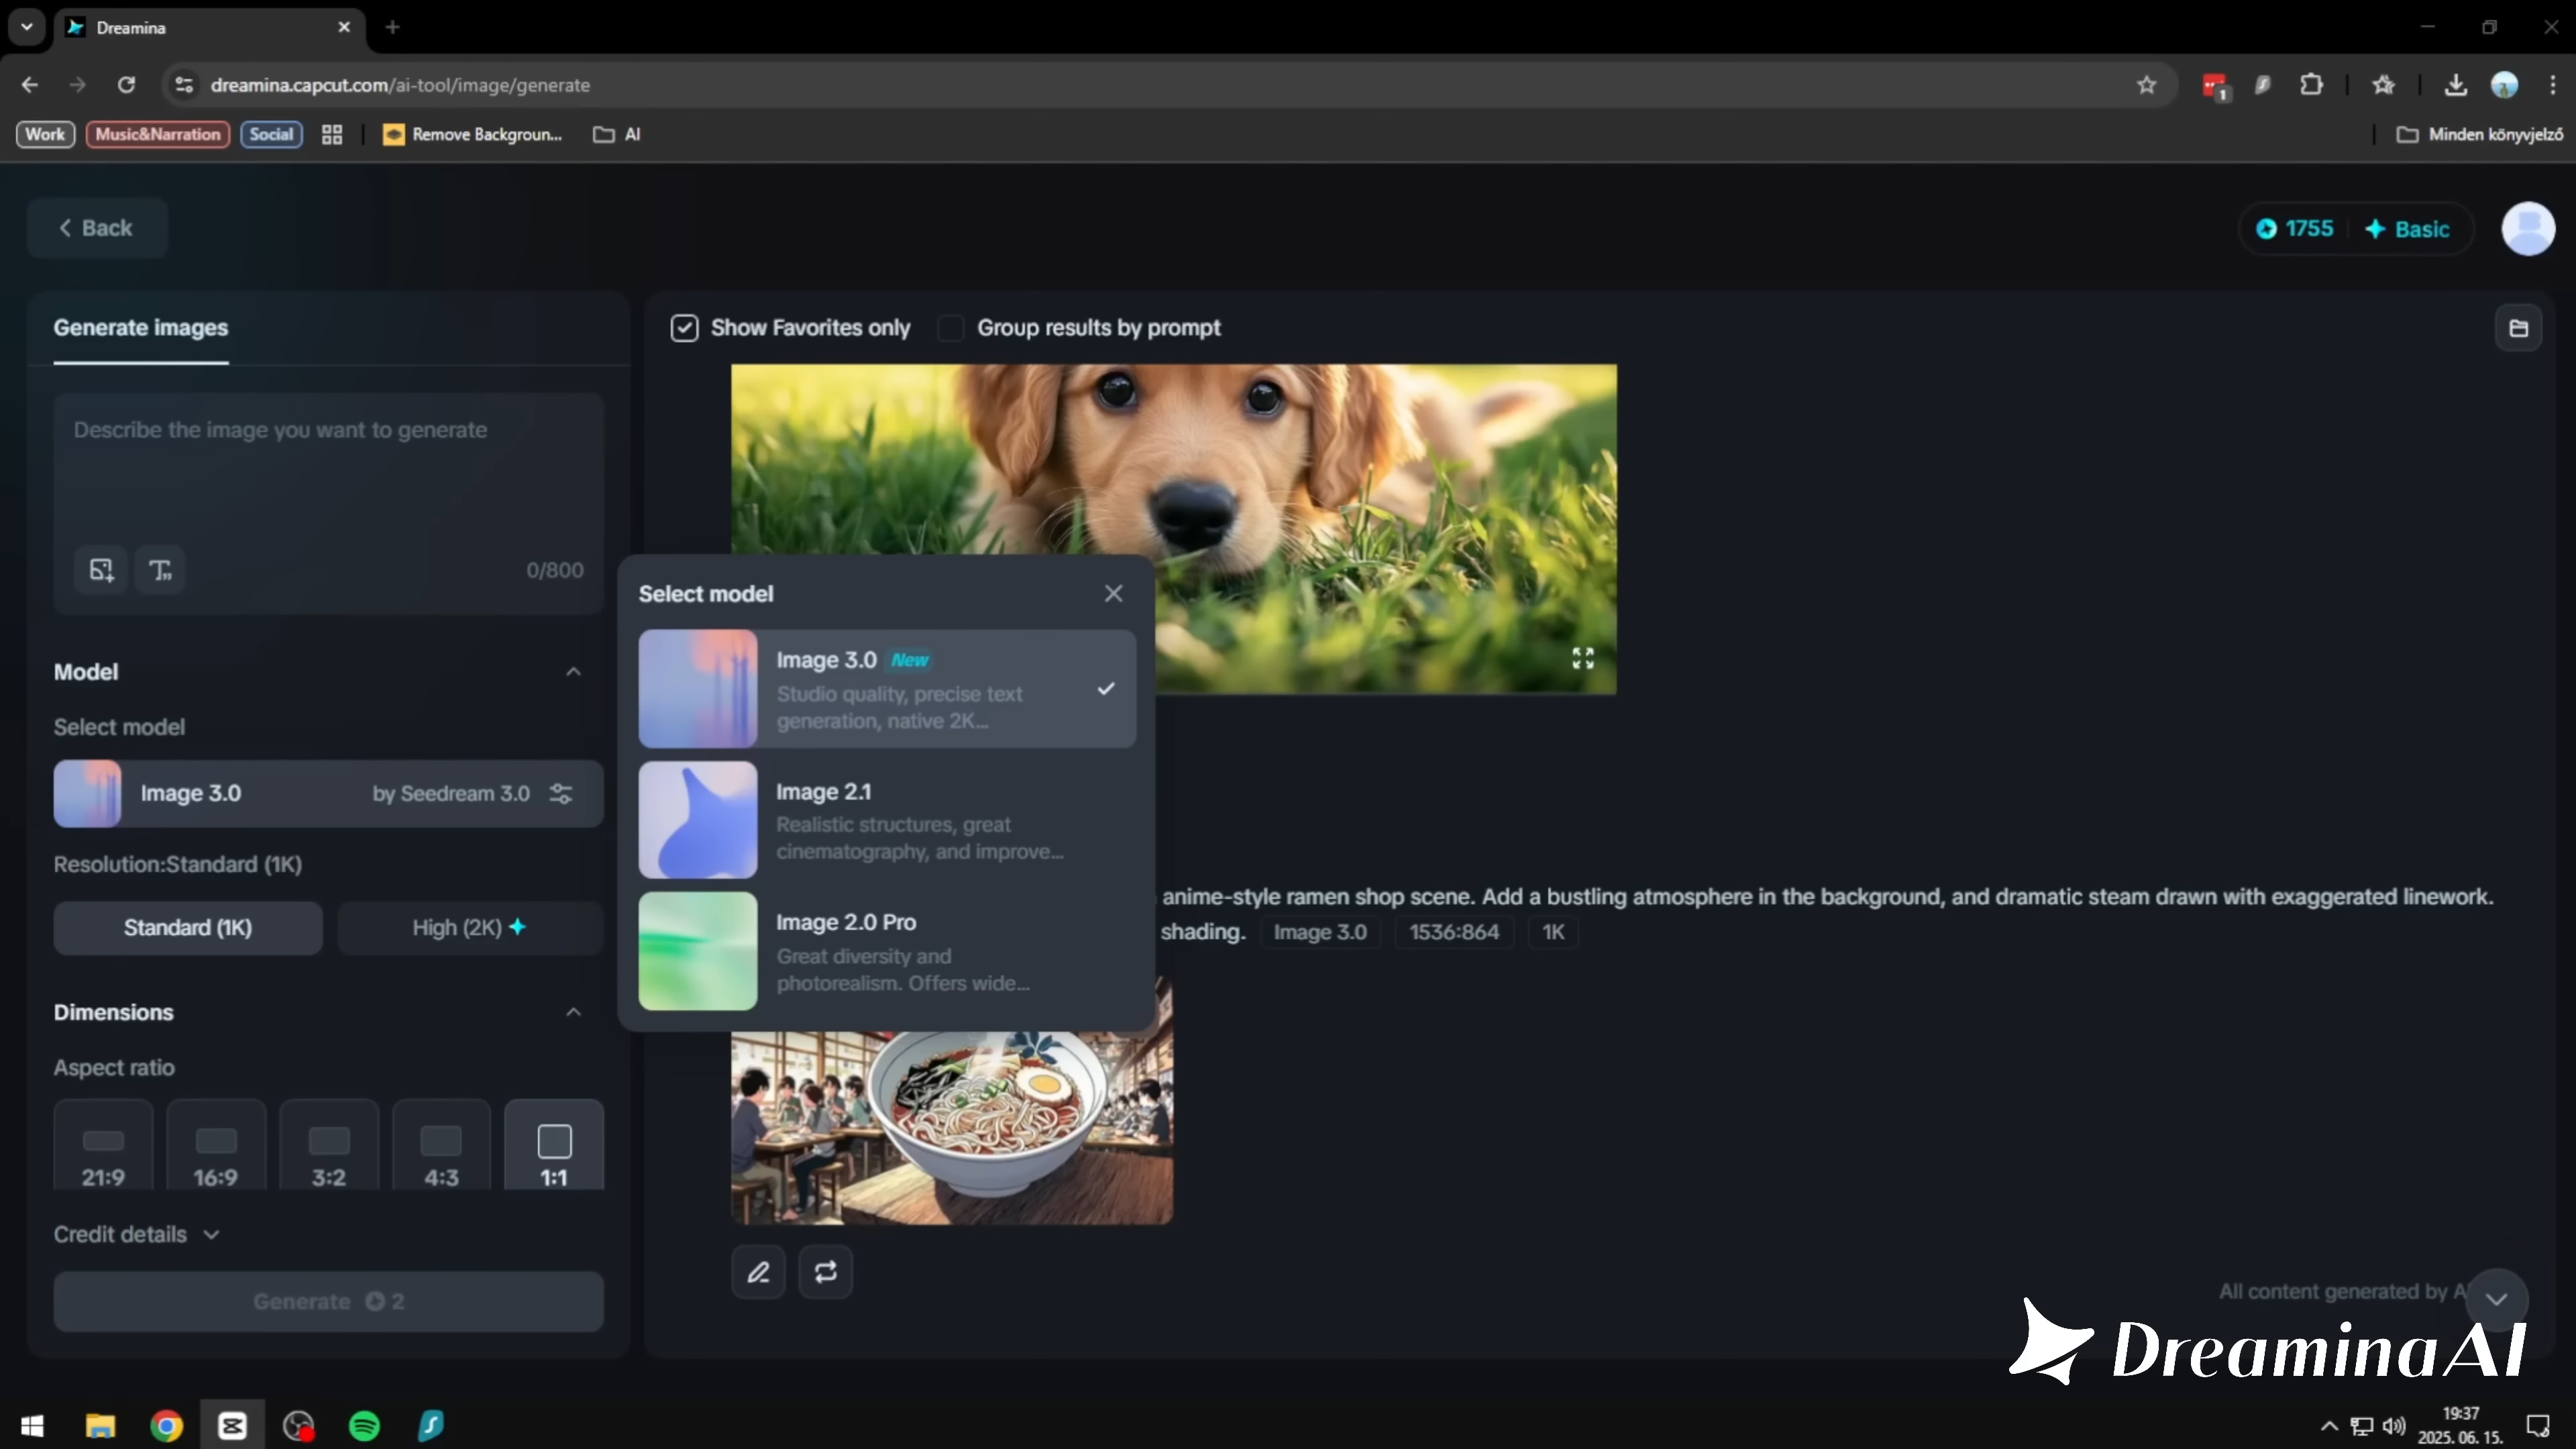 Dreamina
dreamina.capcut.com/ai-tool/image/generate
1
Work
Music&Narration
Social
Remove Backgroun...
AI
Minden könyvjelző
Back
1755
Basic
Generate images
Show Favorites only
Group results by prompt
Describe the image you want to generate
0/800
Model
Select model
Image 3.0
by Seedream 3.0
Resolution:Standard (1K)
Standard (1K)
High (2K)
Dimensions
Aspect ratio
21:9
16:9
3:2
4:3
1:1
Credit details
Generate 2
Select model
Image 3.0 New
Studio quality, precise text
generation, native 2K...
Image 2.1
Realistic structures, great
cinematography, and improve...
Image 2.0 Pro
Great diversity and
photorealism. Offers wide...
anime-style ramen shop scene. Add a bustling atmosphere in the background, and dramatic steam drawn with exaggerated linework.
shading. Image 3.0 1536:864 1K
All content generated by A
DreaminaAI
19:37
2025. 06. 15.